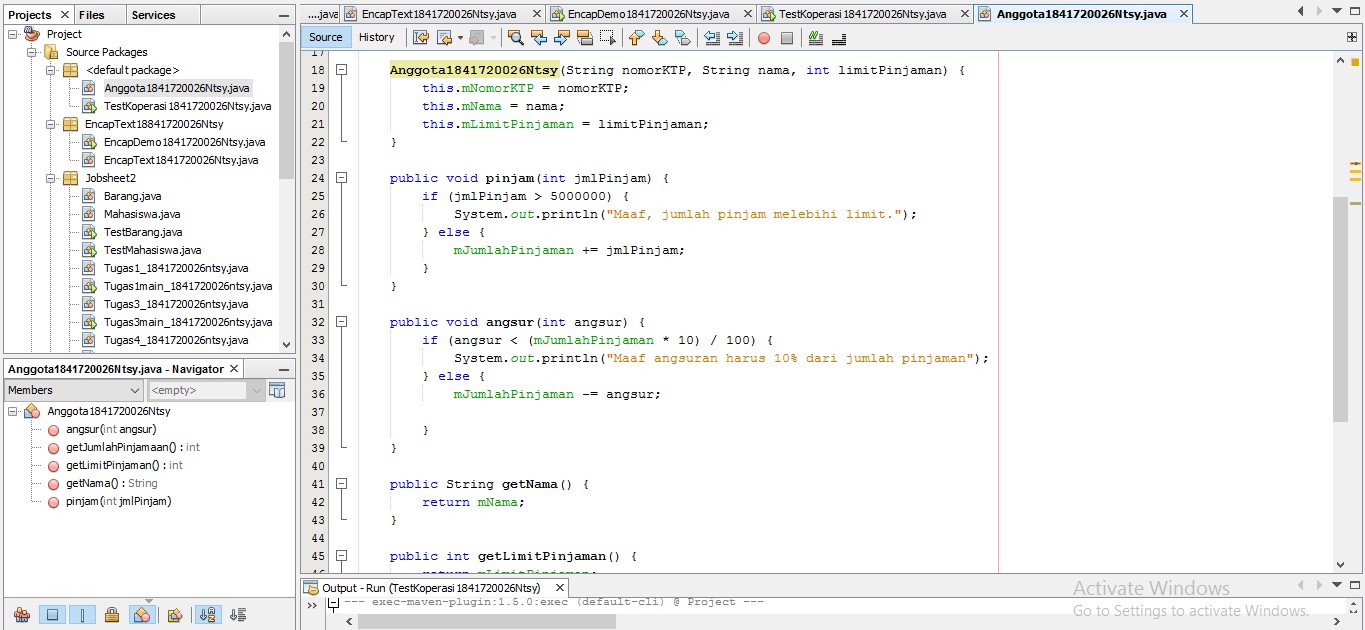 Projects Files Services
Project
Source Packages
<default package>
Anggota1841720026Ntsy.java
TestKoperasi1841720026Ntsy.java
EncapText18841720026Ntsy
EncapDemo1841720026Ntsy.java
EncapText1841720026Ntsy.java
Jobsheet2
Barang.java
Mahasiswa.java
TestBarang.java
TestMahasiswa.java
Tugas1_1841720026ntsy.java
Tugas1main_1841720026ntsy.java
Tugas3_1841720026ntsy.java
Tugas3main_1841720026ntsy.java
Tugas4_1841720026ntsy.java
Anggota1841720026Ntsy.java - Navigator
Members <empty>
Anggota1841720026Ntsy
angsur(int angsur)
getJumlahPinjamaan() : int
getLimitPinjaman() : int
getNama() : String
pinjam(int jmlPinjam)
....java EncapText1841720026Ntsy.java EncapDemo1841720026Ntsy.java TestKoperasi1841720026Ntsy.java Anggota1841720026Ntsy.java
Source History
17
18 Anggota1841720026Ntsy(String nomorKTP, String nama, int limitPinjaman) {
19 this.mNomorKTP = nomorKTP;
20 this.mNama = nama;
21 this.mLimitPinjaman = limitPinjaman;
22 }
23
24 public void pinjam(int jmlPinjam) {
25 if (jmlPinjam > 5000000) {
26 System.out.println("Maaf, jumlah pinjam melebihi limit.");
27 } else {
28 mJumlahPinjaman += jmlPinjam;
29 }
30 }
31
32 public void angsur(int angsur) {
33 if (angsur < (mJumlahPinjaman * 10) / 100) {
34 System.out.println("Maaf angsuran harus 10% dari jumlah pinjaman");
35 } else {
36 mJumlahPinjaman -= angsur;
37
38 }
39 }
40
41 public String getNama() {
42 return mNama;
43 }
44
45 public int getLimitPinjaman() {
46 return mLimitPinjaman;
Output - Run (TestKoperasi1841720026Ntsy)
--- exec-maven-plugin:1.5.0:exec (default-cli) @ Project ---
Activate Windows
Go to Settings to activate Windows.